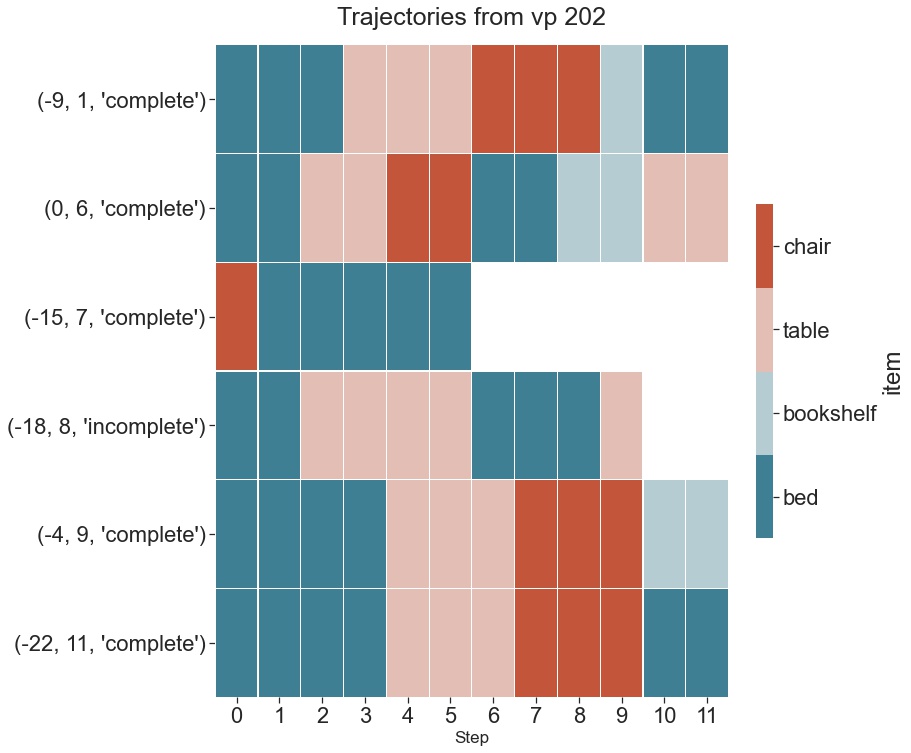 Trajectories from vp 202
(-9, 1, 'complete')
(0, 6, 'complete')
(-15, 7, 'complete')
(-18, 8, 'incomplete')
(-4, 9, 'complete')
(-22, 11, 'complete')
0 1 2 3 4 5 6 7 8 9 10 11
Step
chair
table
bookshelf
bed
item